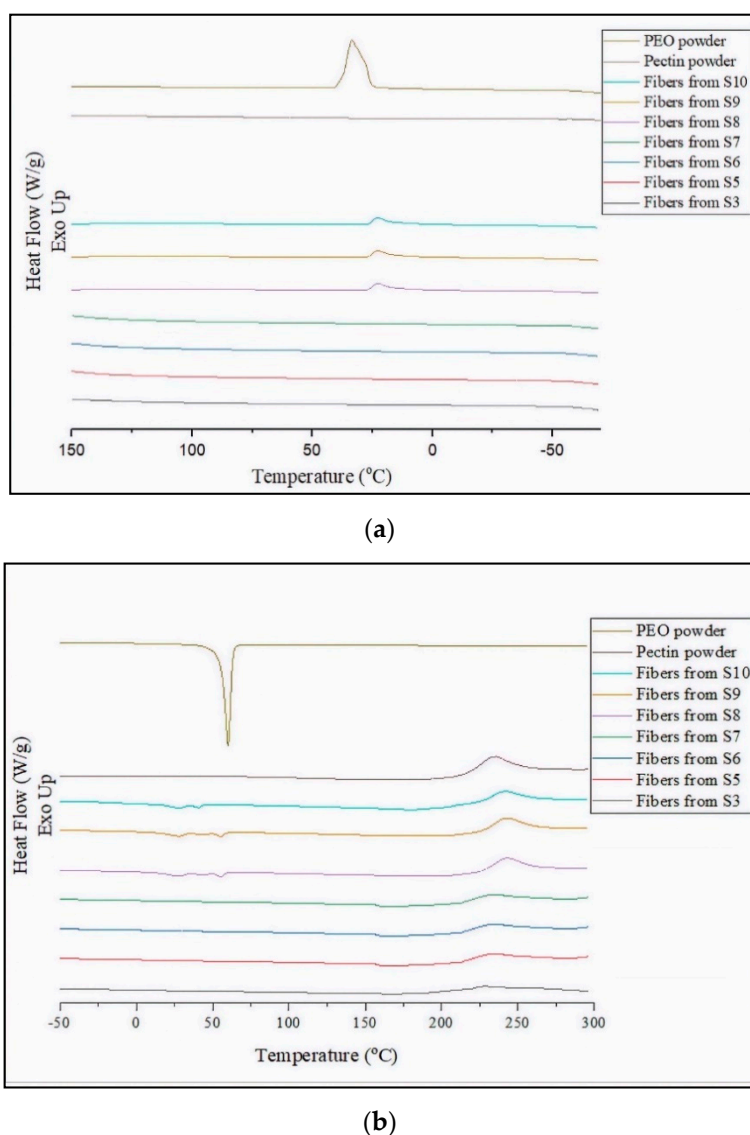 PEO powder
Pectin powder
Fibers from S10
Fibers from S9
Fibers from S8
Fibers from S7
Fibers from S6
Fibers from S5
Fibers from S3
Heat Flow (W/g)
Exo Up
150 100 50 0 -50
Temperature (°C)
(a)
PEO powder
Pectin powder
Fibers from S10
Fibers from S9
Fibers from S8
Fibers from S7
Fibers from S6
Fibers from S5
Fibers from S3
Heat Flow (W/g)
Exo Up
-50 0 50 100 150 200 250 300
Temperature (°C)
(b)